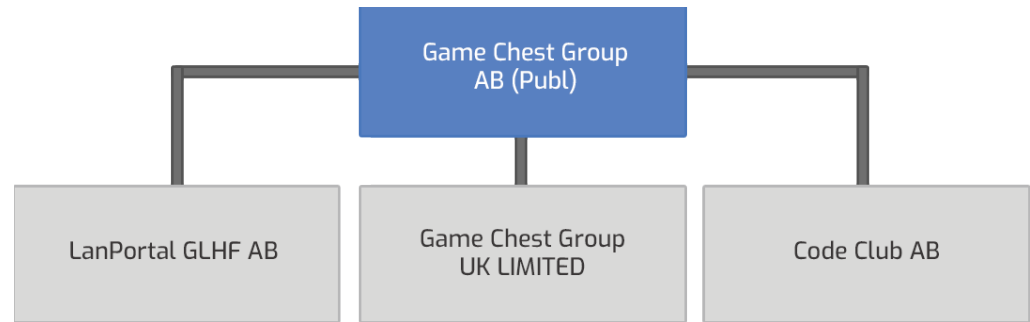 Game Chest Group
AB (Publ)
LanPortal GLHF AB
Game Chest Group
UK LIMITED
Code Club AB